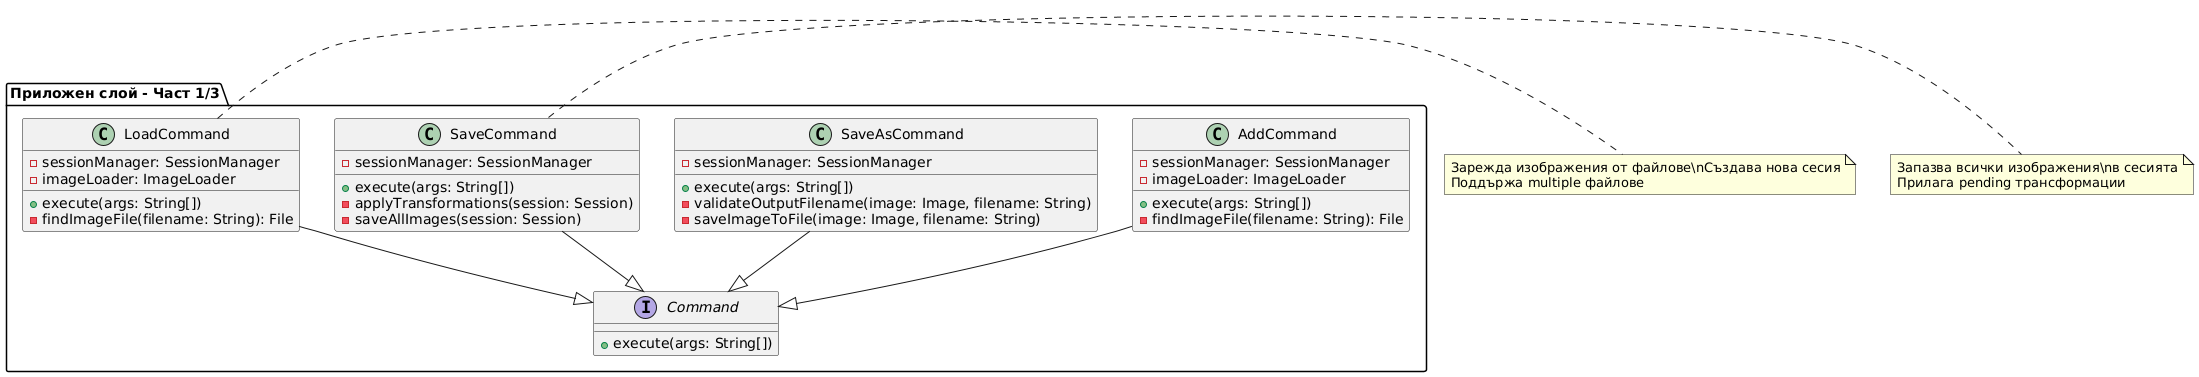 Приложен слой - Част 1/3
C LoadCommand
sessionManager: SessionManager
imageLoader: ImageLoader
execute(args: String[])
findImageFile(filename: String): File
C SaveCommand
sessionManager: SessionManager
execute(args: String[])
applyTransformations(session: Session)
saveAllImages(session: Session)
C SaveAsCommand
sessionManager: SessionManager
execute(args: String[])
validateOutputFilename(image: Image, filename: String)
saveImageToFile(image: Image, filename: String)
C AddCommand
sessionManager: SessionManager
imageLoader: ImageLoader
execute(args: String[])
findImageFile(filename: String): File
Зарежда изображения от файлове\nСъздава нова сесия
Поддържа multiple файлове
Запазва всички изображения\nв сесията
Прилага pending трансформации
I Command
execute(args: String[])